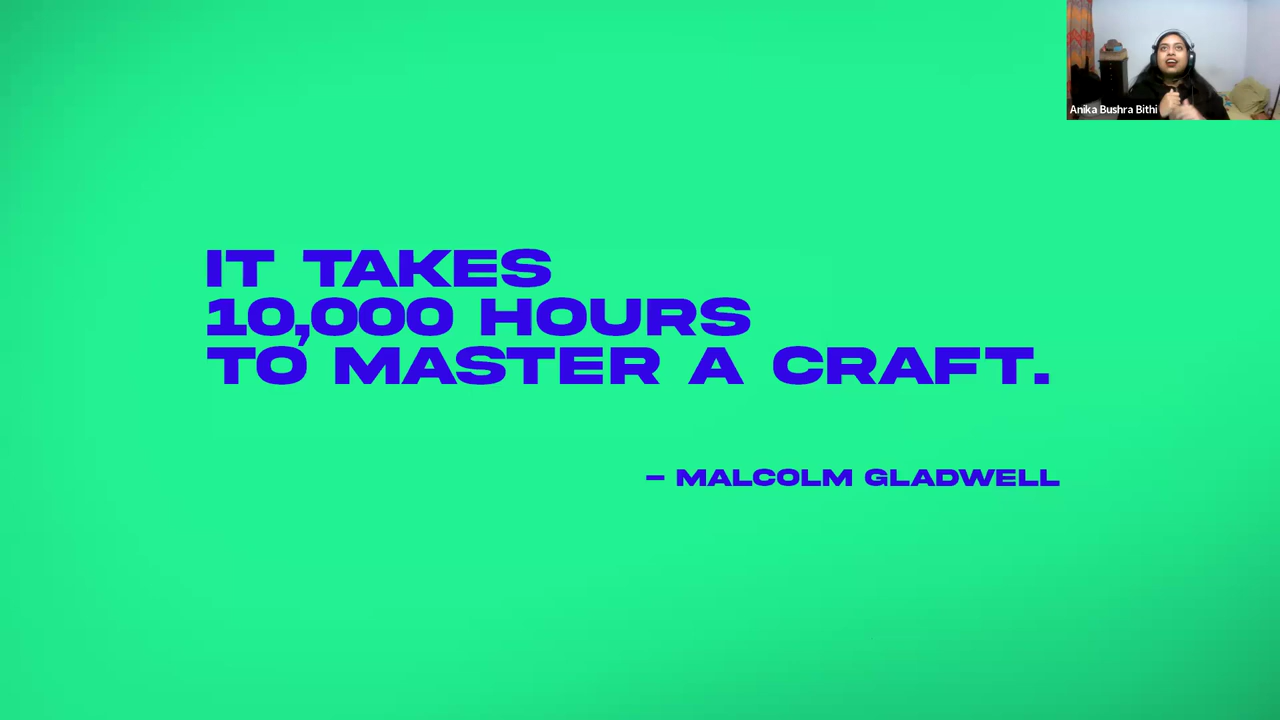 Anika Bushra Bithi
IT TAKES
10,000 HOURS
TO MASTER A CRAFT.
– MALCOLM GLADWELL